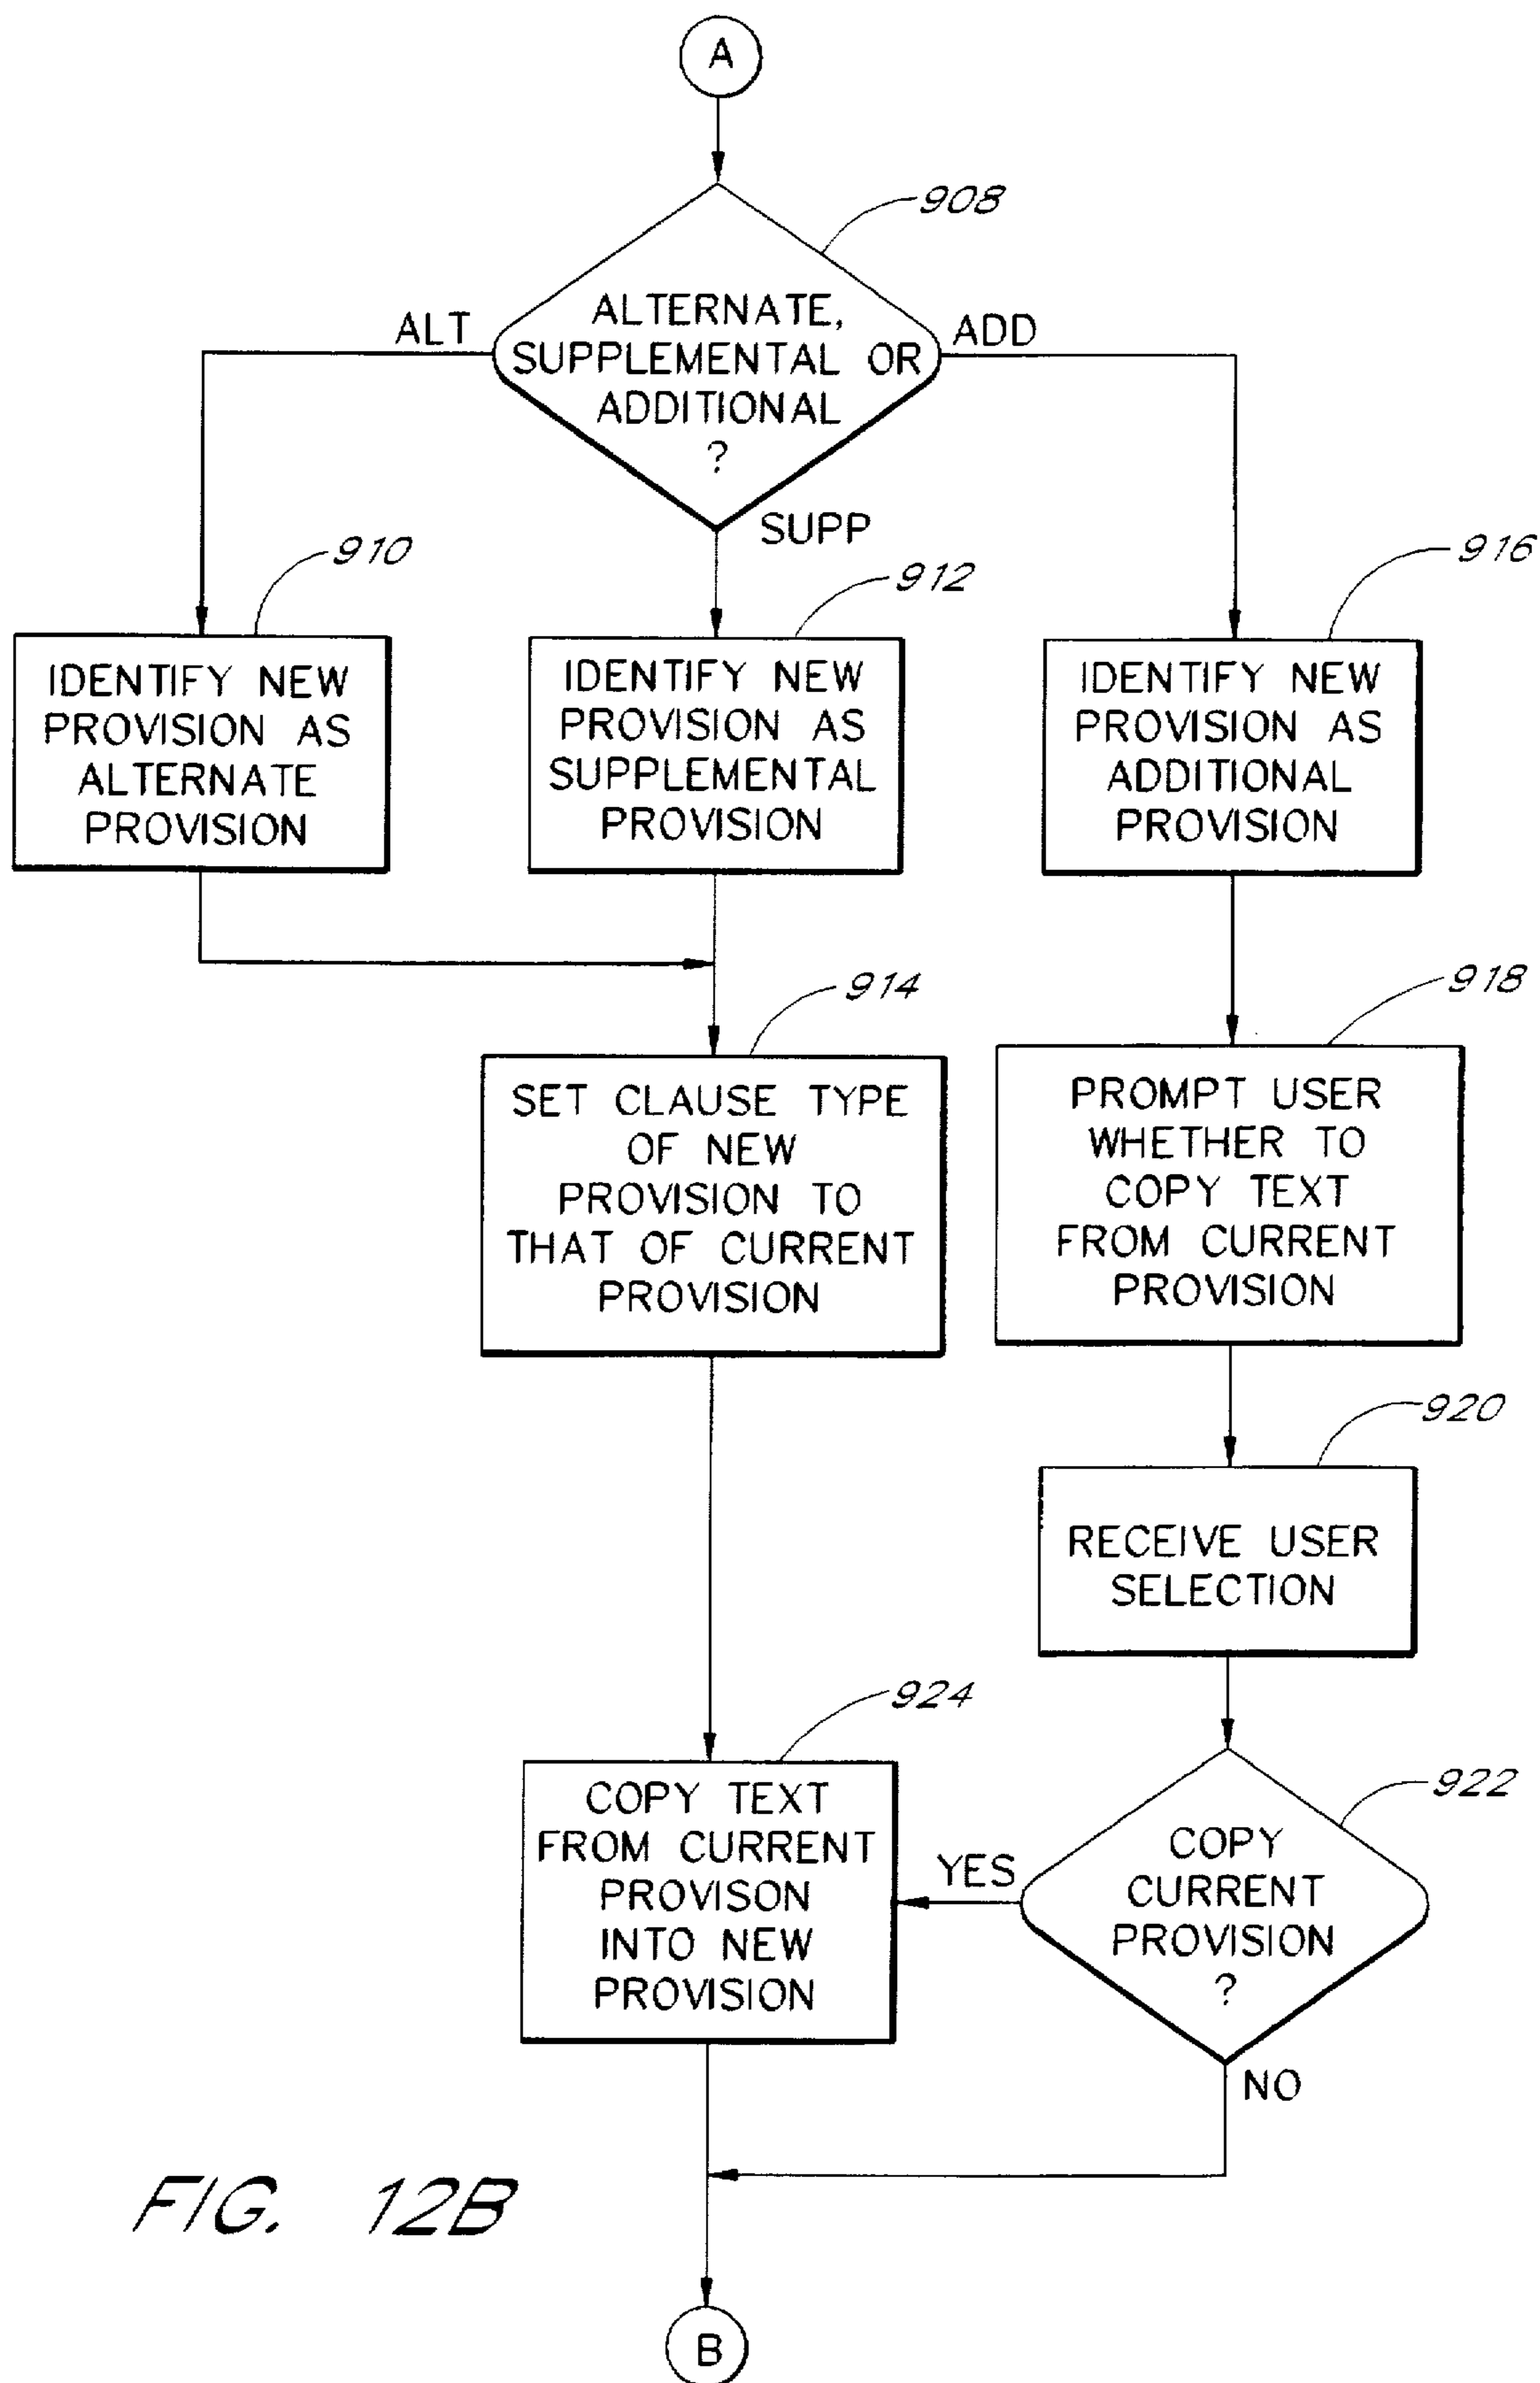 A
908
ALTERNATE,
SUPPLEMENTAL OR
ADDITIONAL
?
ALT
ADD
SUPP
910
IDENTIFY NEW
PROVISION AS
ALTERNATE
PROVISION
912
IDENTIFY NEW
PROVISION AS
SUPPLEMENTAL
PROVISION
916
IDENTIFY NEW
PROVISION AS
ADDITIONAL
PROVISION
914
SET CLAUSE TYPE
OF NEW
PROVISION TO
THAT OF CURRENT
PROVISION
918
PROMPT USER
WHETHER TO
COPY TEXT
FROM CURRENT
PROVISION
920
RECEIVE USER
SELECTION
924
COPY TEXT
FROM CURRENT
PROVISON
INTO NEW
PROVISION
922
COPY
CURRENT
PROVISION
?
YES
NO
FIG. 12B
B